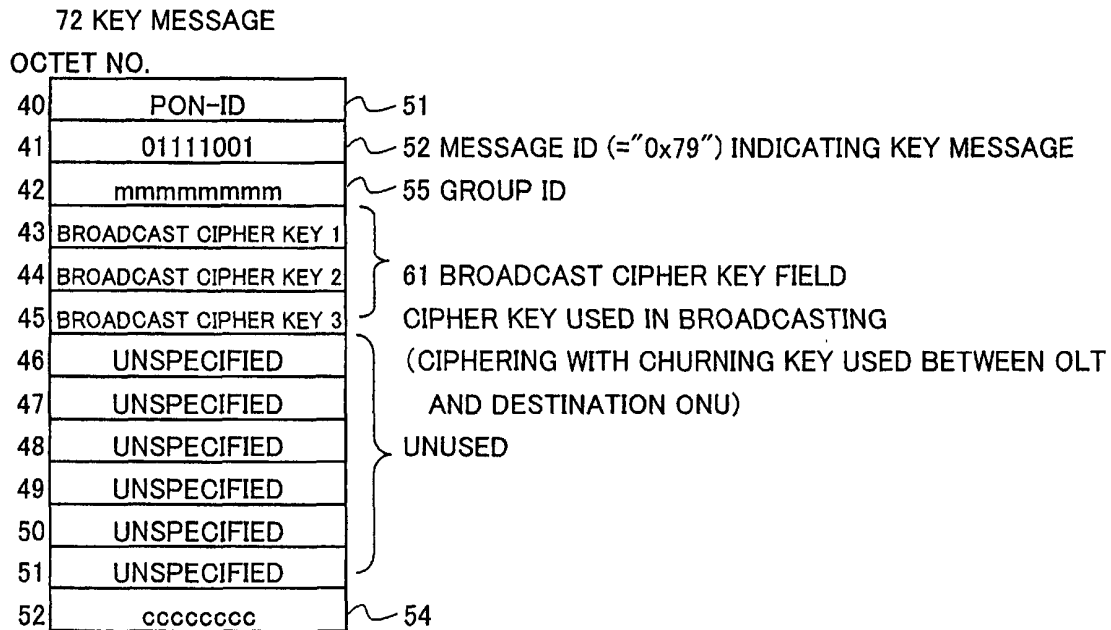 72 KEY MESSAGE
OCTET NO.
40 PON-ID 51
41 01111001 52 MESSAGE ID (="0x79") INDICATING KEY MESSAGE
42 mmmmmmmm 55 GROUP ID
43 BROADCAST CIPHER KEY 1
44 BROADCAST CIPHER KEY 2 61 BROADCAST CIPHER KEY FIELD
45 BROADCAST CIPHER KEY 3 CIPHER KEY USED IN BROADCASTING
46 UNSPECIFIED (CIPHERING WITH CHURNING KEY USED BETWEEN OLT
47 UNSPECIFIED AND DESTINATION ONU)
48 UNSPECIFIED UNUSED
49 UNSPECIFIED
50 UNSPECIFIED
51 UNSPECIFIED
52 cccccccc 54